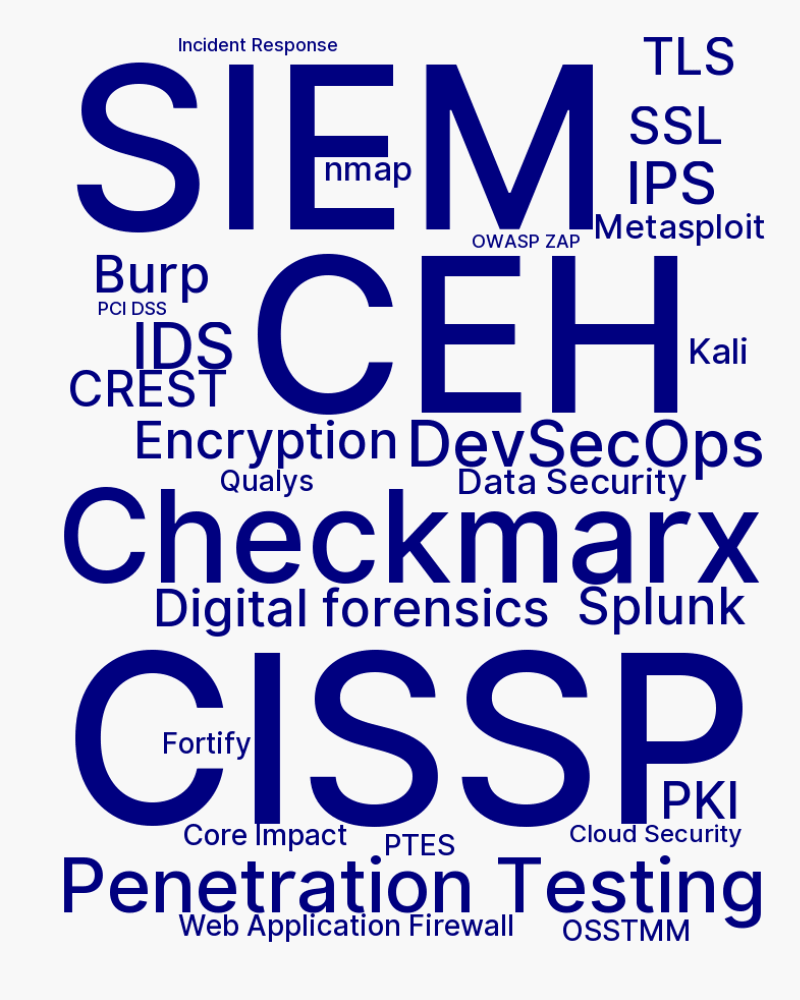 Incident Response
TLS
SIEM
SSL
nmap
IPS
Metasploit
OWASP ZAP
Burp
PCI DSS
CEH
IDS
Kali
CREST
Encryption
DevSecOps
Qualys
Data Security
Checkmarx
Digital forensics
Splunk
CISSP
Fortify
PKI
Core Impact
PTES
Cloud Security
Penetration Testing
Web Application Firewall
OSSTMM